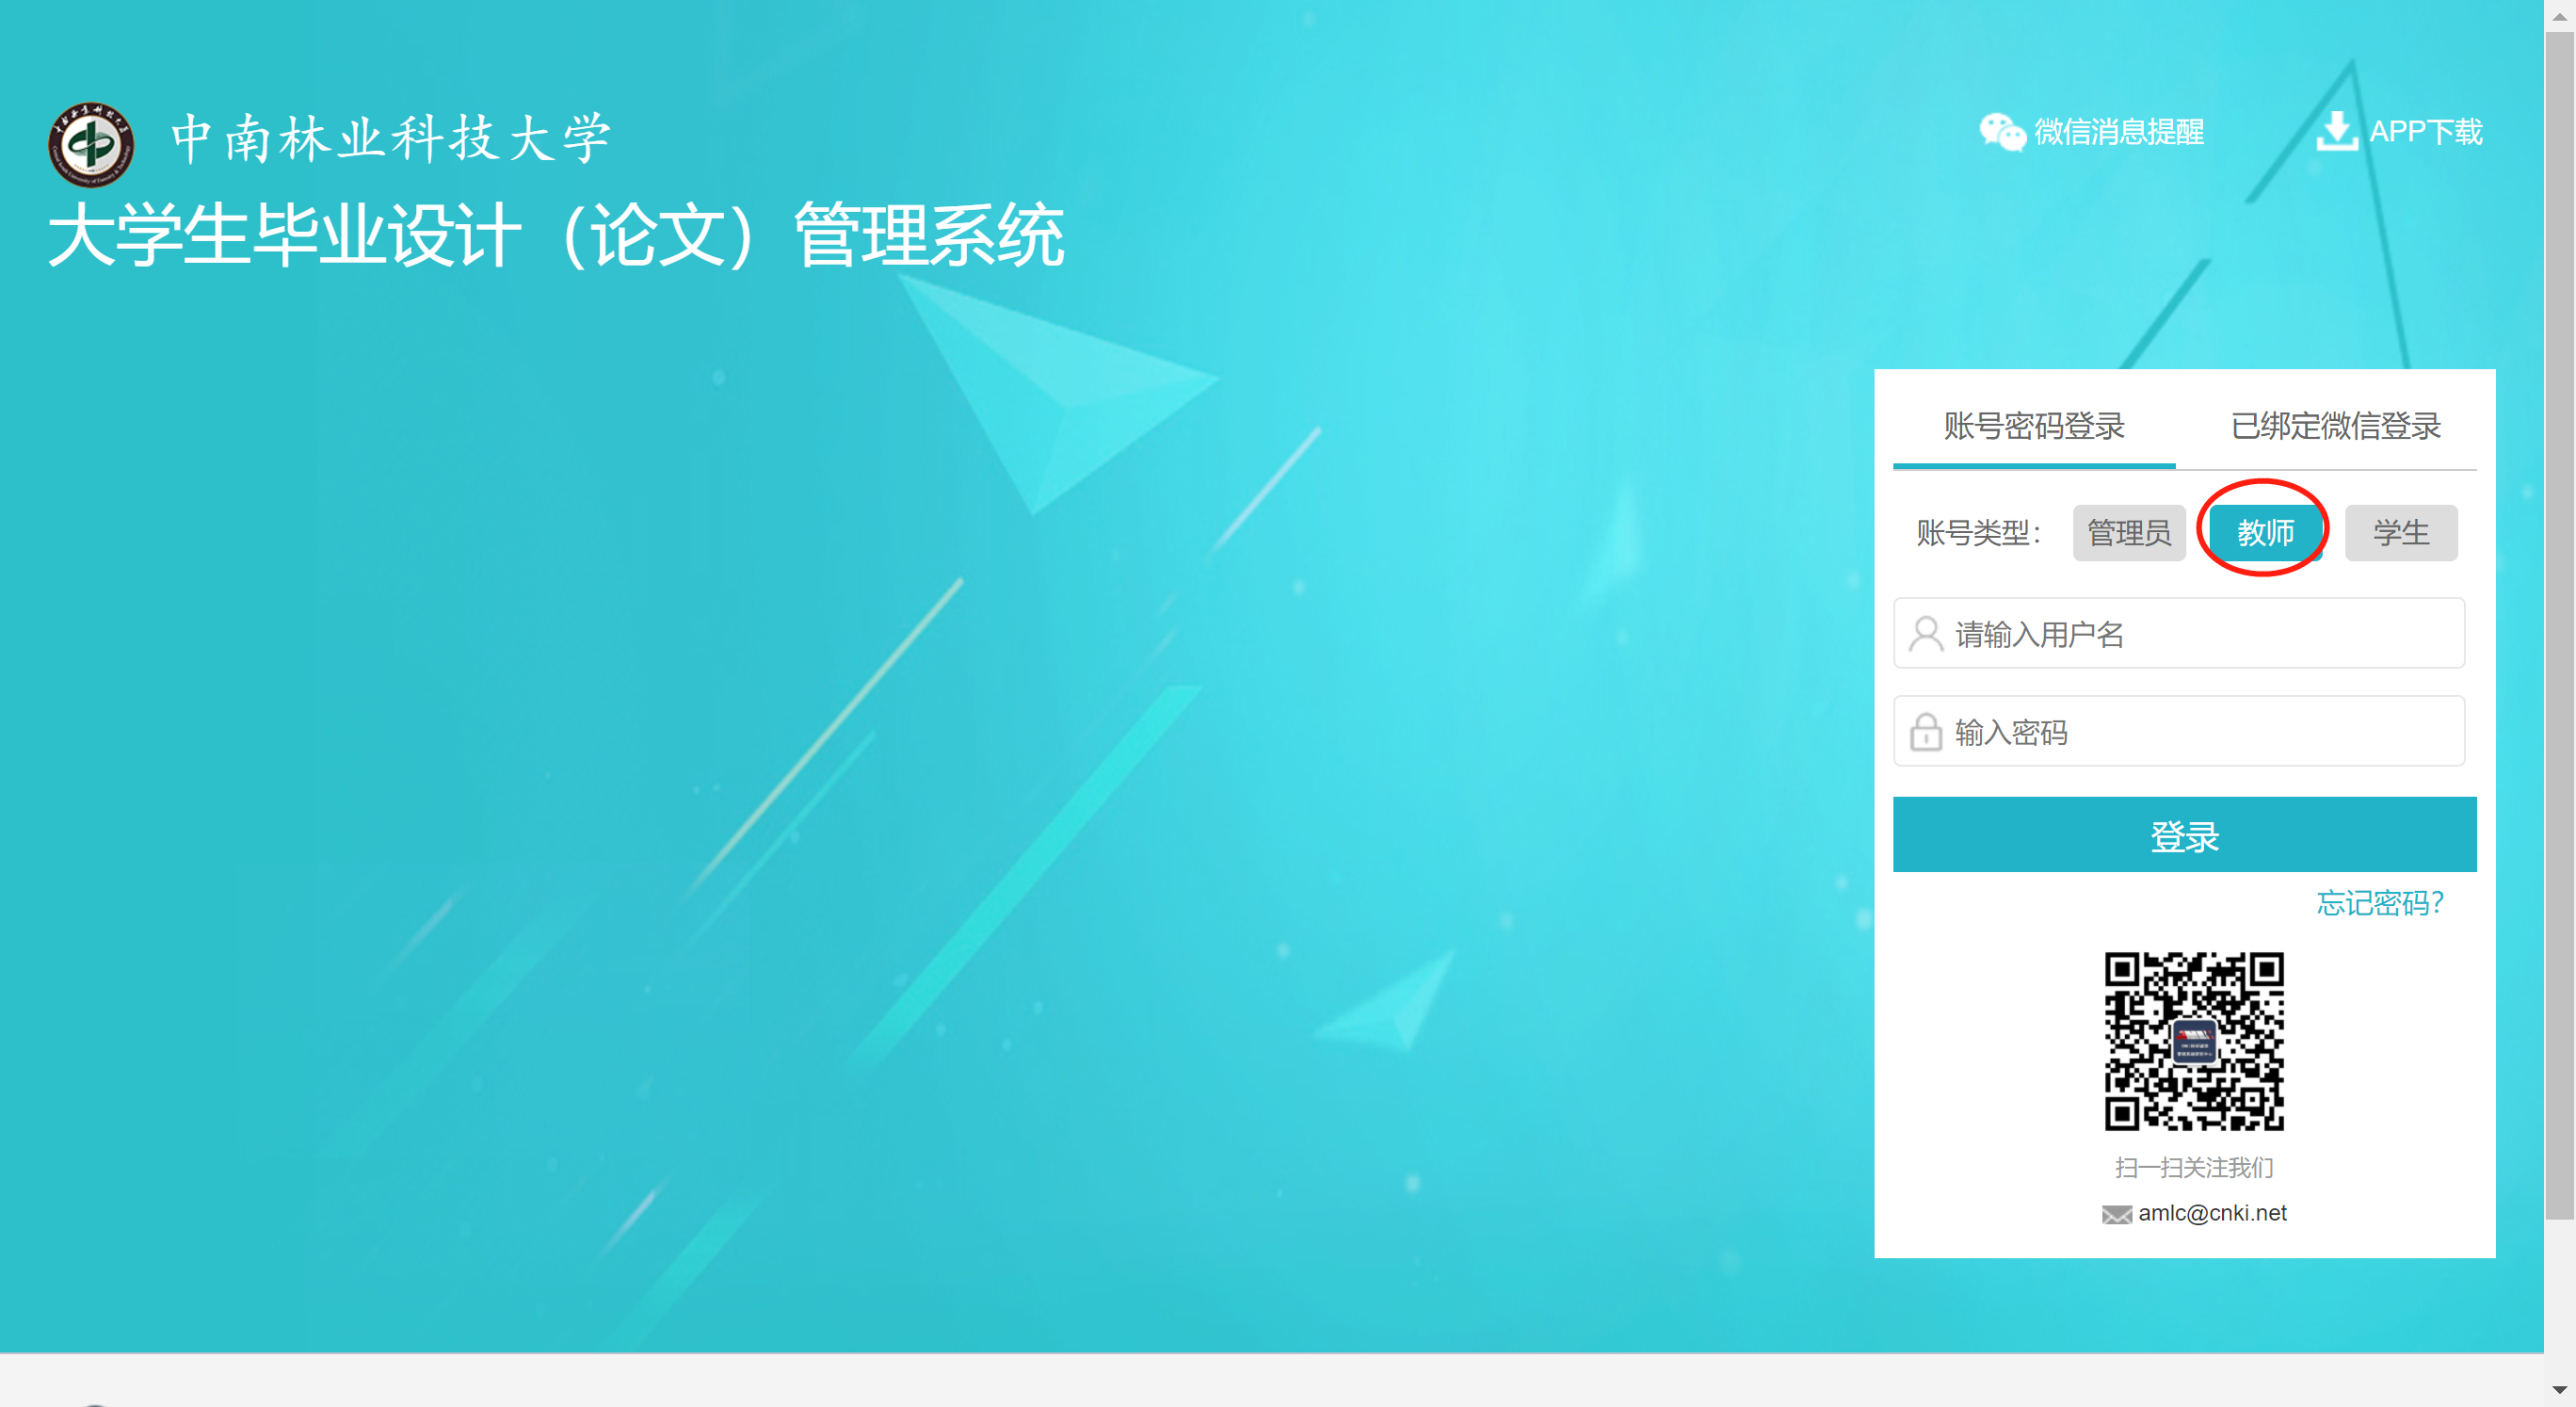 中南林业科技大学
大学生毕业设计（论文）管理系统
微信消息提醒
APP下载
账号密码登录
已绑定微信登录
账号类型：
管理员
教师
学生
请输入用户名
输入密码
登录
忘记密码?
扫一扫关注我们
amlc@cnki.net